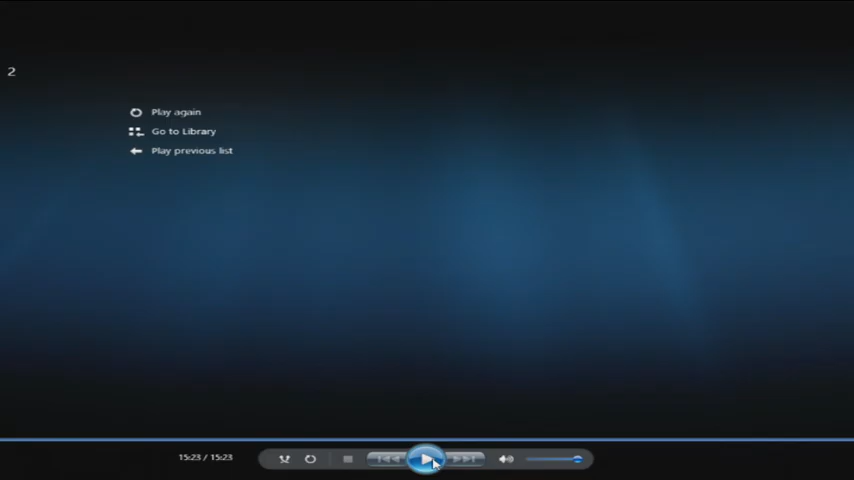 2
Play again
Go to Library
Play previous list
15:23 / 15:23